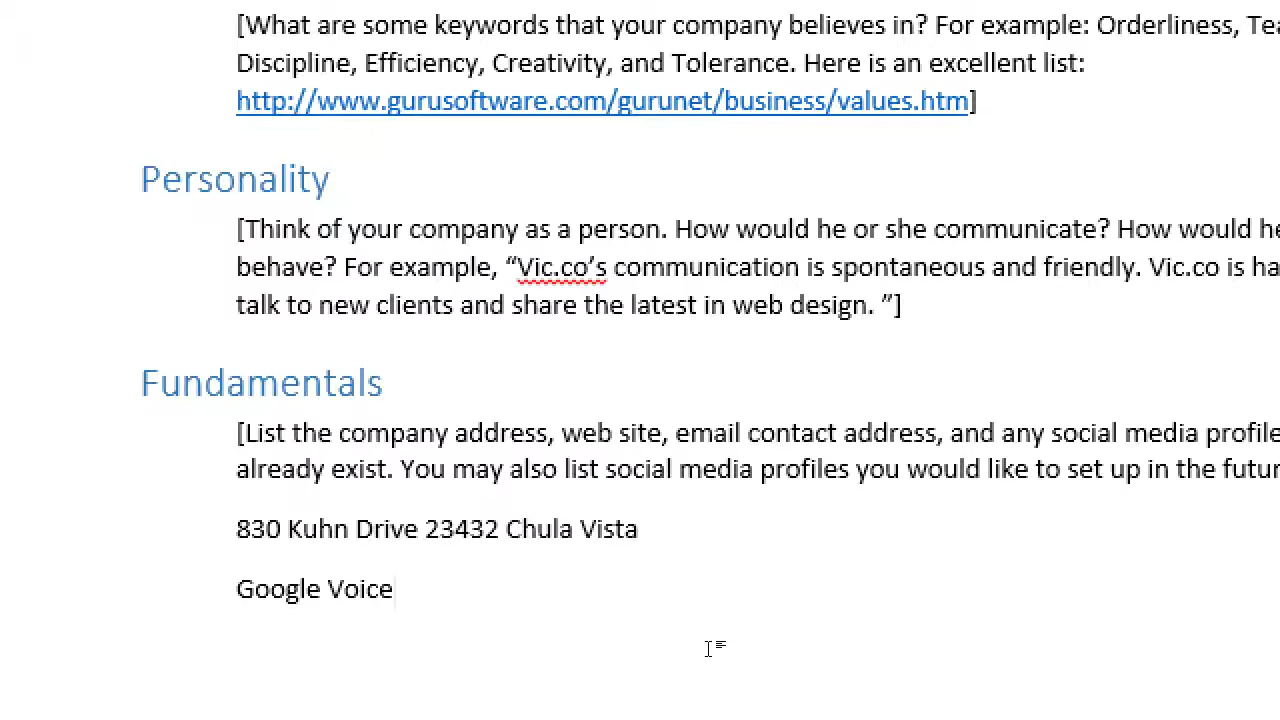 [What are some keywords that your company believes in? For example: Orderliness,
Discipline, Efficiency, Creativity, and Tolerance. Here is an excellent list:
http://www.gurusoftware.com/gurunet/business/values.htm]
Personality
[Think of your company as a person. How would he or she communicate? How would he
behave? For example, “Vic.co’s communication is spontaneous and friendly. Vic.co is
talk to new clients and share the latest in web design. ”]
Fundamentals
[List the company address, web site, email contact address, and any social media
already exist. You may also list social media profiles you would like to set up in the
830 Kuhn Drive 23432 Chula Vista
Google Voice